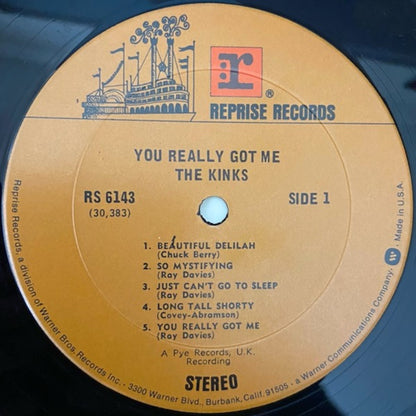 r
®
REPRISE RECORDS
YOU REALLY GOT ME
THE KINKS
RS 6143
(30,383)
SIDE 1
1. BEAUTIFUL DELILAH
(Chuck Berry)
2. SO MYSTIFYING
(Ray Davies)
3. JUST CAN'T GO TO SLEEP
(Ray Davies)
4. LONG TALL SHORTY
(Covey-Abramson)
5. YOU REALLY GOT ME
(Ray Davies)
A Pye Records, U.K.
Recording
STEREO
Reprise Records, a division of Warner Bros. Records Inc. · 3300 Warner Blvd., Burbank, Calif. 91505 · a Warner Communications Company · Made in U.S.A.